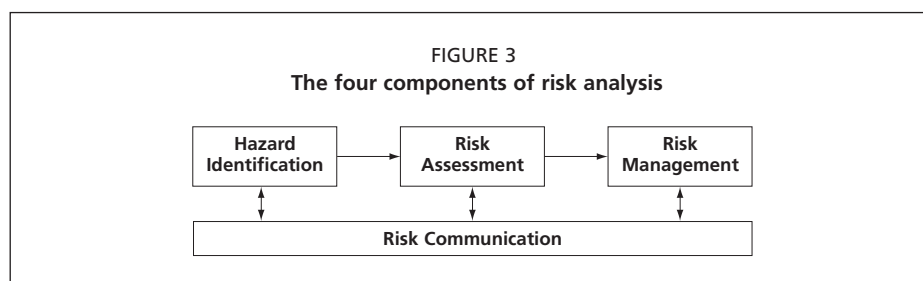 FIGURE 3
The four components of risk analysis
Hazard
Identification
Risk
Assessment
Risk
Management
Risk Communication